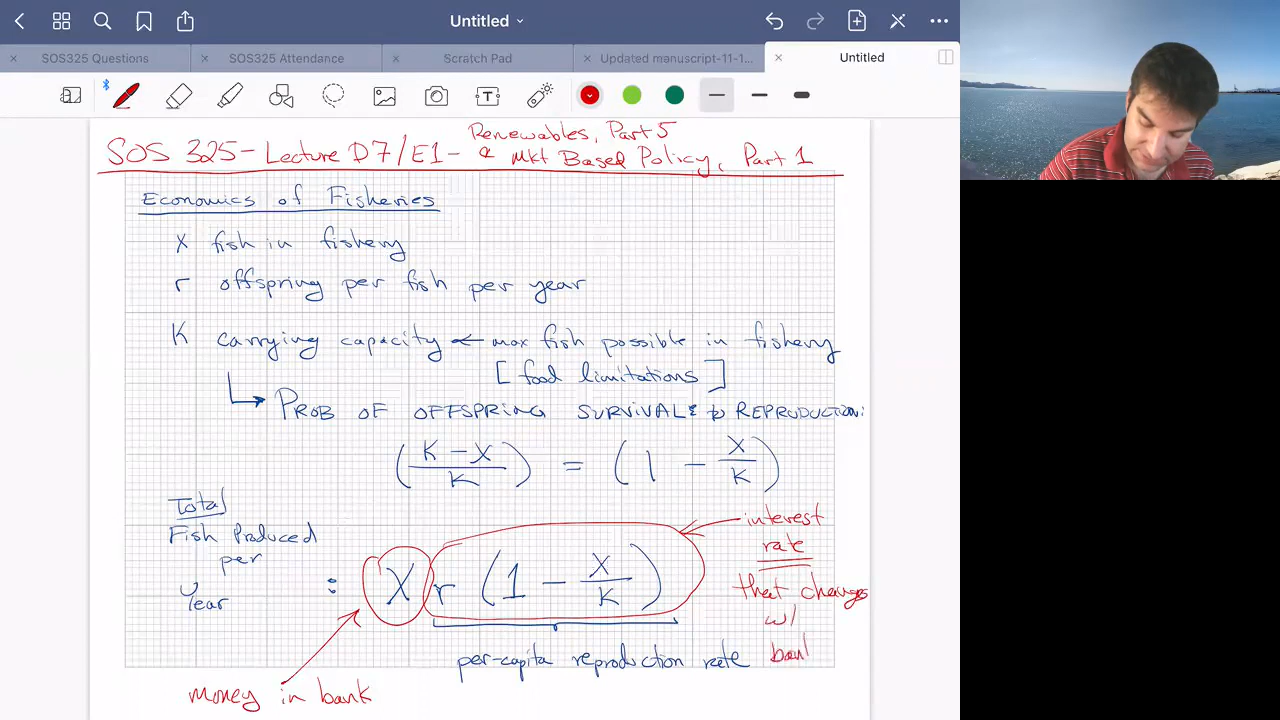 Untitled
SOS325 Questions
SOS325 Attendance
Scratch Pad
Updated manuscript-11-1...
Untitled
Renewables, Part 5
SOS 325 - Lecture D7/E1 - & Mkt Based Policy, Part 1
Economics of Fisheries
X fish in fishery
r offspring per fish per year
K carrying capacity ← max fish possible in fishery
[food limitations]
↳ PROB OF OFFSPRING SURVIVAL & to REPRODUCTION:
(K-X/K) = (1 - X/K)
Total
Fish Produced
per
Year : X r (1 - X/K)
interest
rate
that changes
w/
per-capita reproduction rate
money in bank